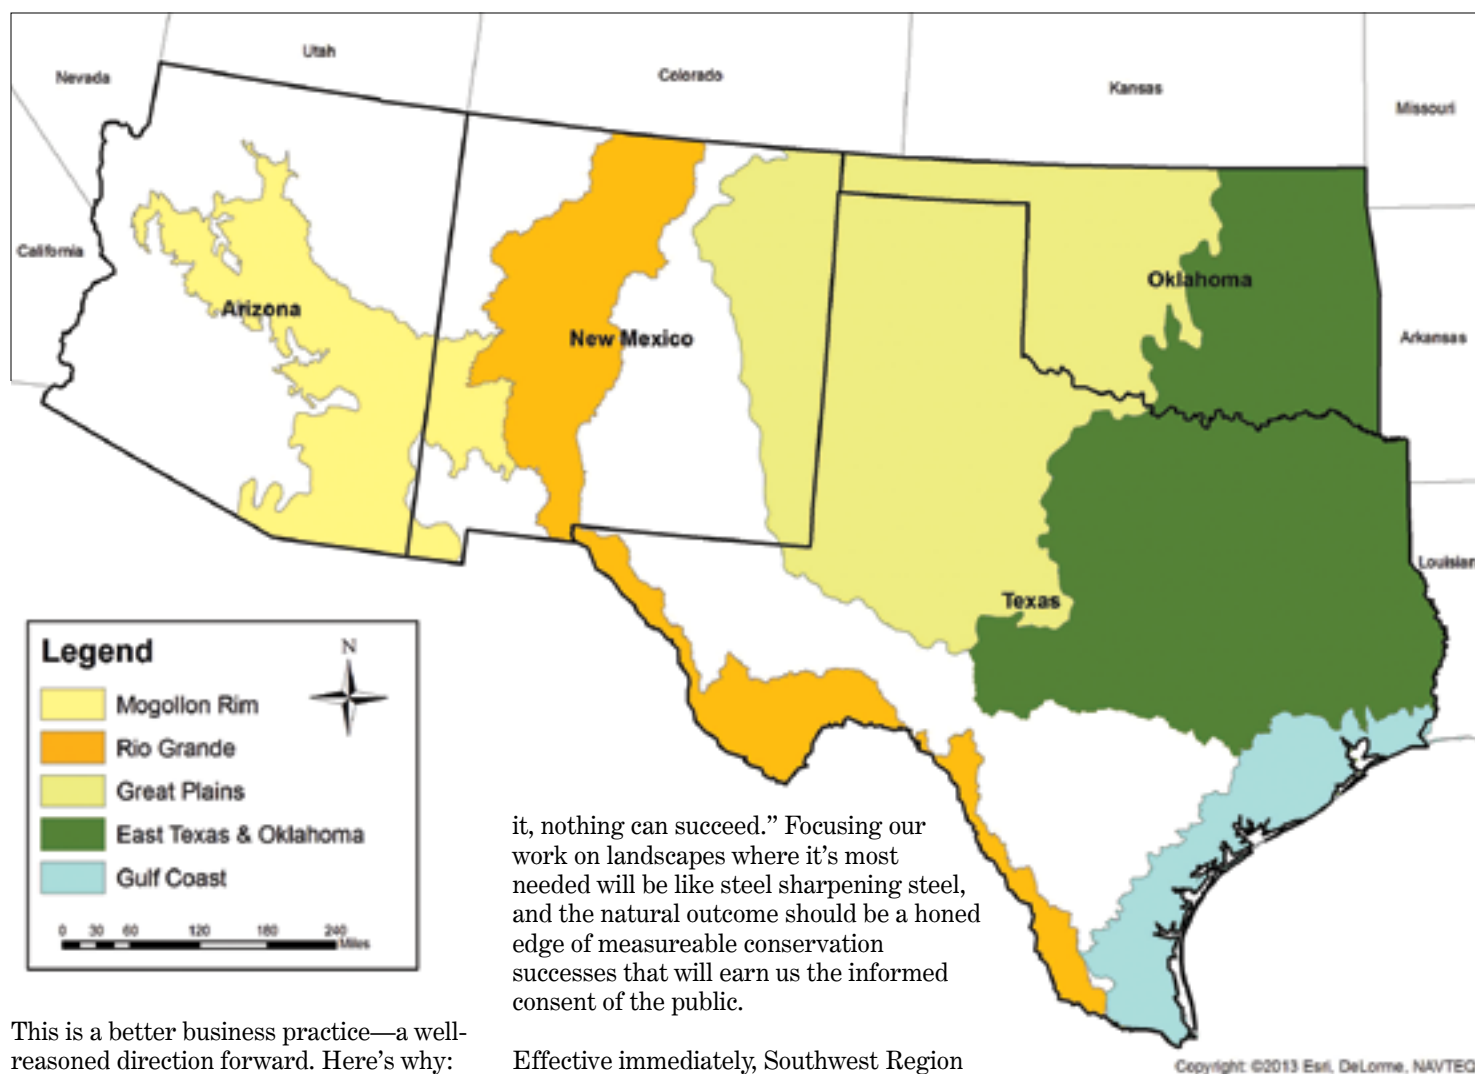 Utah
Nevada
Colorado
Kansas
Missouri
California
Oklahoma
Arizona
New Mexico
Arkansas
Louisian
Texas
Legend
N
Mogollon Rim
Rio Grande
Great Plains
East Texas & Oklahoma
Gulf Coast
0 30 60 120 180 240
Miles
This is a better business practice—a well-
reasoned direction forward. Here’s why:
it, nothing can succeed.” Focusing our
work on landscapes where it’s most
needed will be like steel sharpening steel,
and the natural outcome should be a honed
edge of measureable conservation
successes that will earn us the informed
consent of the public.
Effective immediately, Southwest Region
Copyright: ©2013 Esri, DeLorme, NAVTEQ